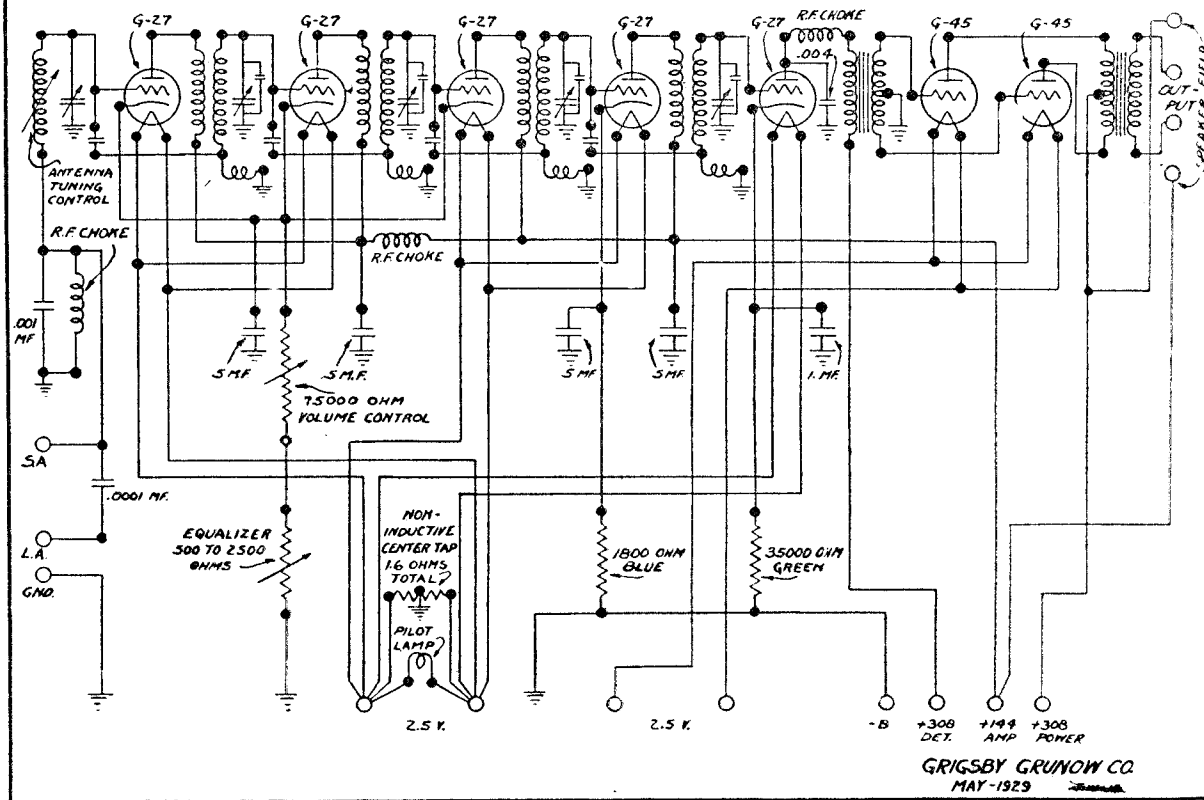 G-27
G-27
G-27
G-27
G-27
R.F. CHOKE
G-45
G-45
.004
OUT-
PUT
SPEAKER FIELD
ANTENNA
TUNING
CONTROL
R.F. CHOKE
R.F. CHOKE
.001
MF
.5 M.F.
.5 M.F.
.5 MF
.5 MF.
1. MF.
75000 OHM
VOLUME CONTROL
S.A
.0001 MF.
L.A.
GND.
EQUALIZER
500 TO 2500
OHMS
NON-
INDUCTIVE
CENTER TAP
1.6 OHMS
TOTAL
PILOT
LAMP
1800 OHM
BLUE
35000 OHM
GREEN
2.5 V.
2.5 V.
-B
+308
DET.
+144
AMP
+308
POWER
GRIGSBY GRUNOW CO.
MAY-1929